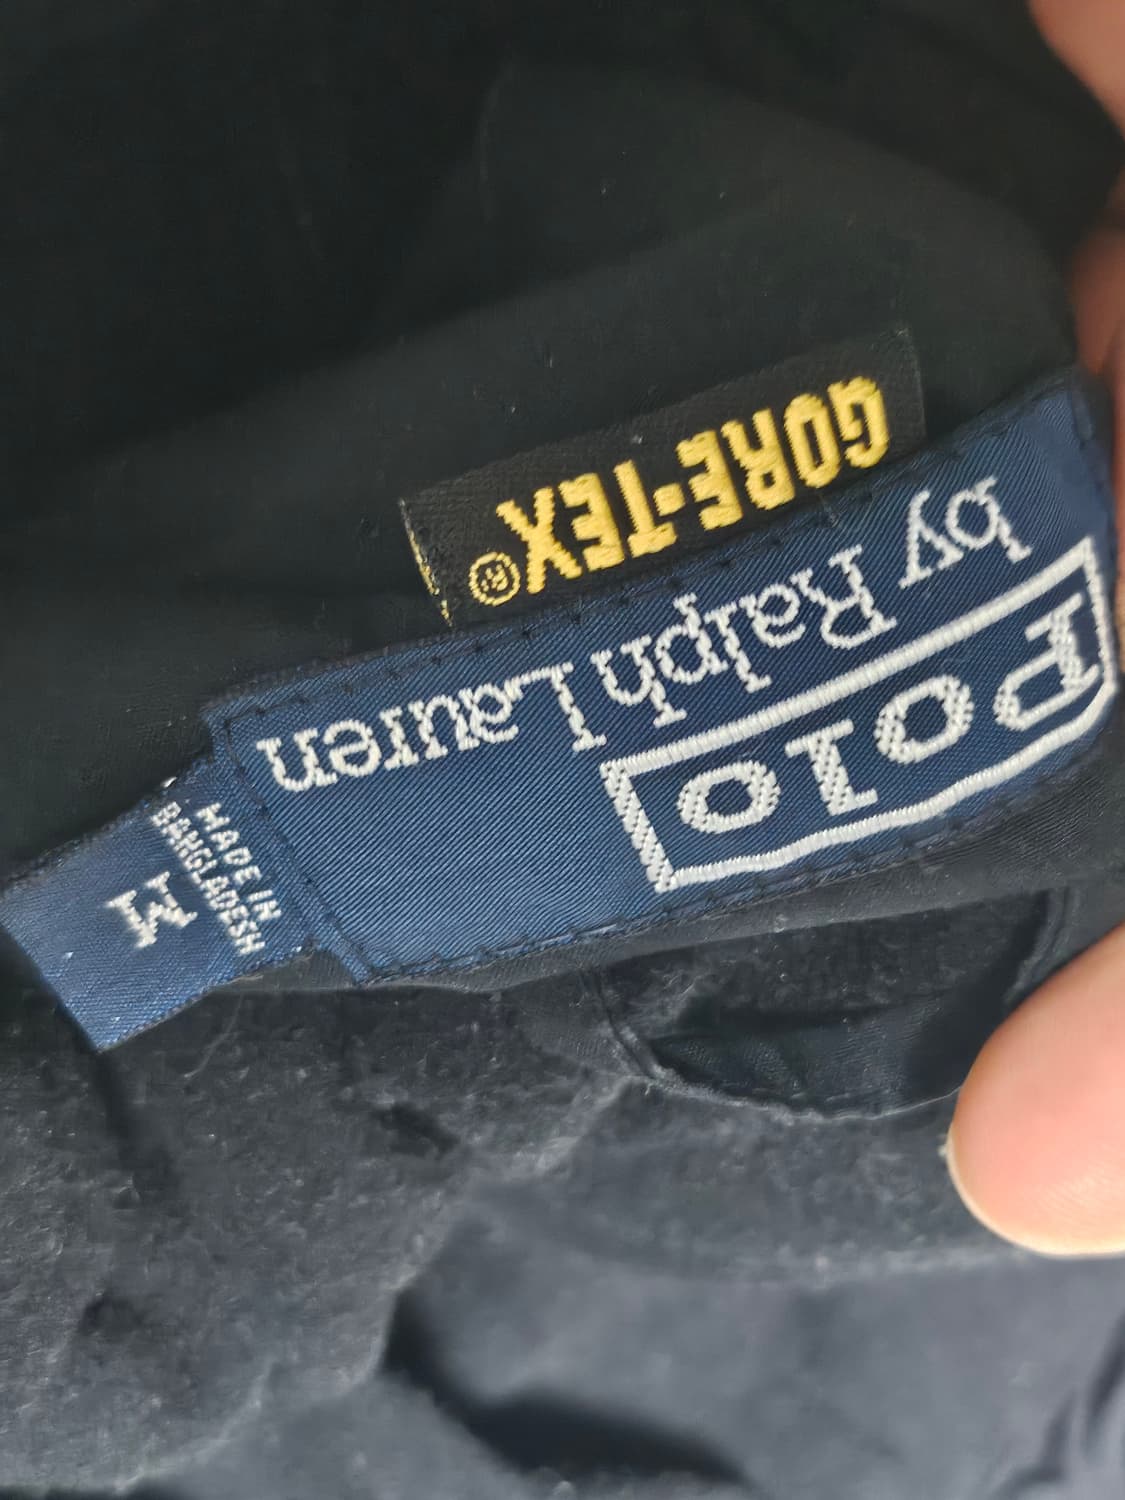 Polo
by Ralph Lauren
GORE-TEX®
M
MADE IN
BANGLADESH